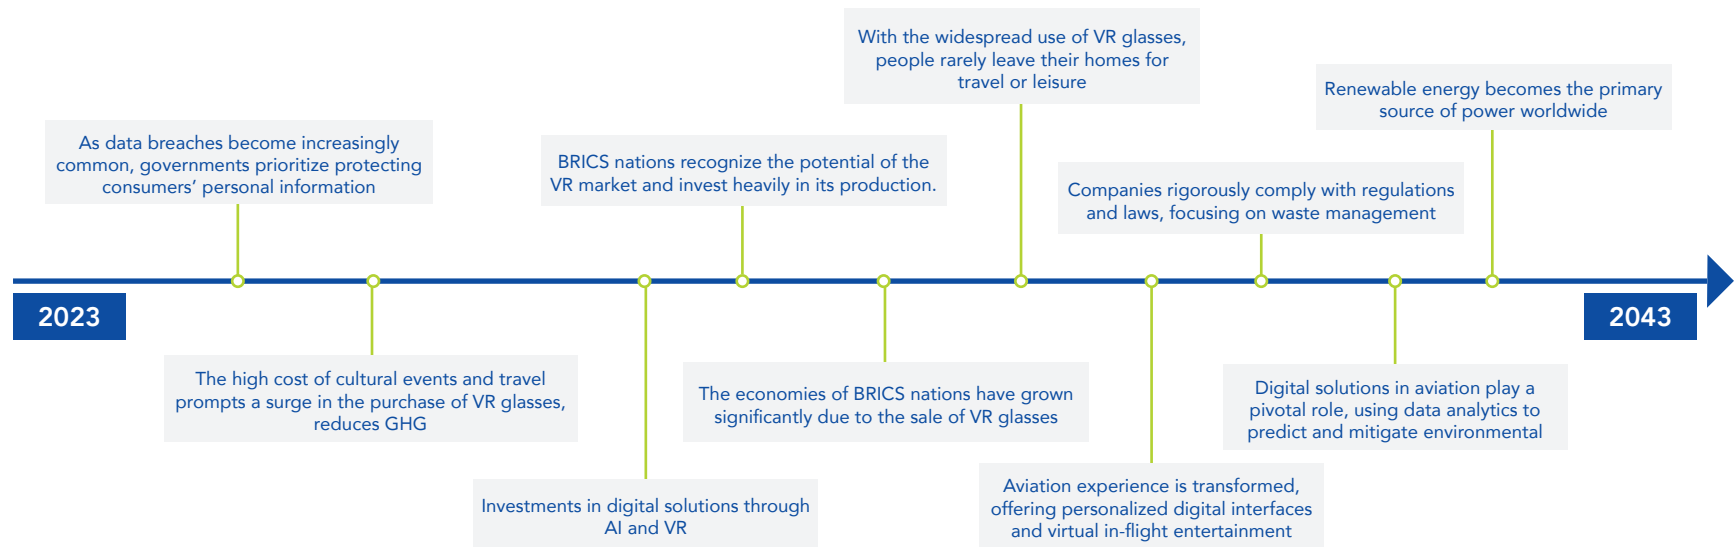 With the widespread use of VR glasses,
people rarely leave their homes for
travel or leisure
Renewable energy becomes the primary
source of power worldwide
As data breaches become increasingly
common, governments prioritize protecting
consumers’ personal information
BRICS nations recognize the potential of the
VR market and invest heavily in its production.
Companies rigorously comply with regulations
and laws, focusing on waste management
2023
2043
The high cost of cultural events and travel
prompts a surge in the purchase of VR glasses,
reduces GHG
The economies of BRICS nations have grown
significantly due to the sale of VR glasses
Digital solutions in aviation play a
pivotal role, using data analytics to
predict and mitigate environmental
Investments in digital solutions through
AI and VR
Aviation experience is transformed,
offering personalized digital interfaces
and virtual in-flight entertainment